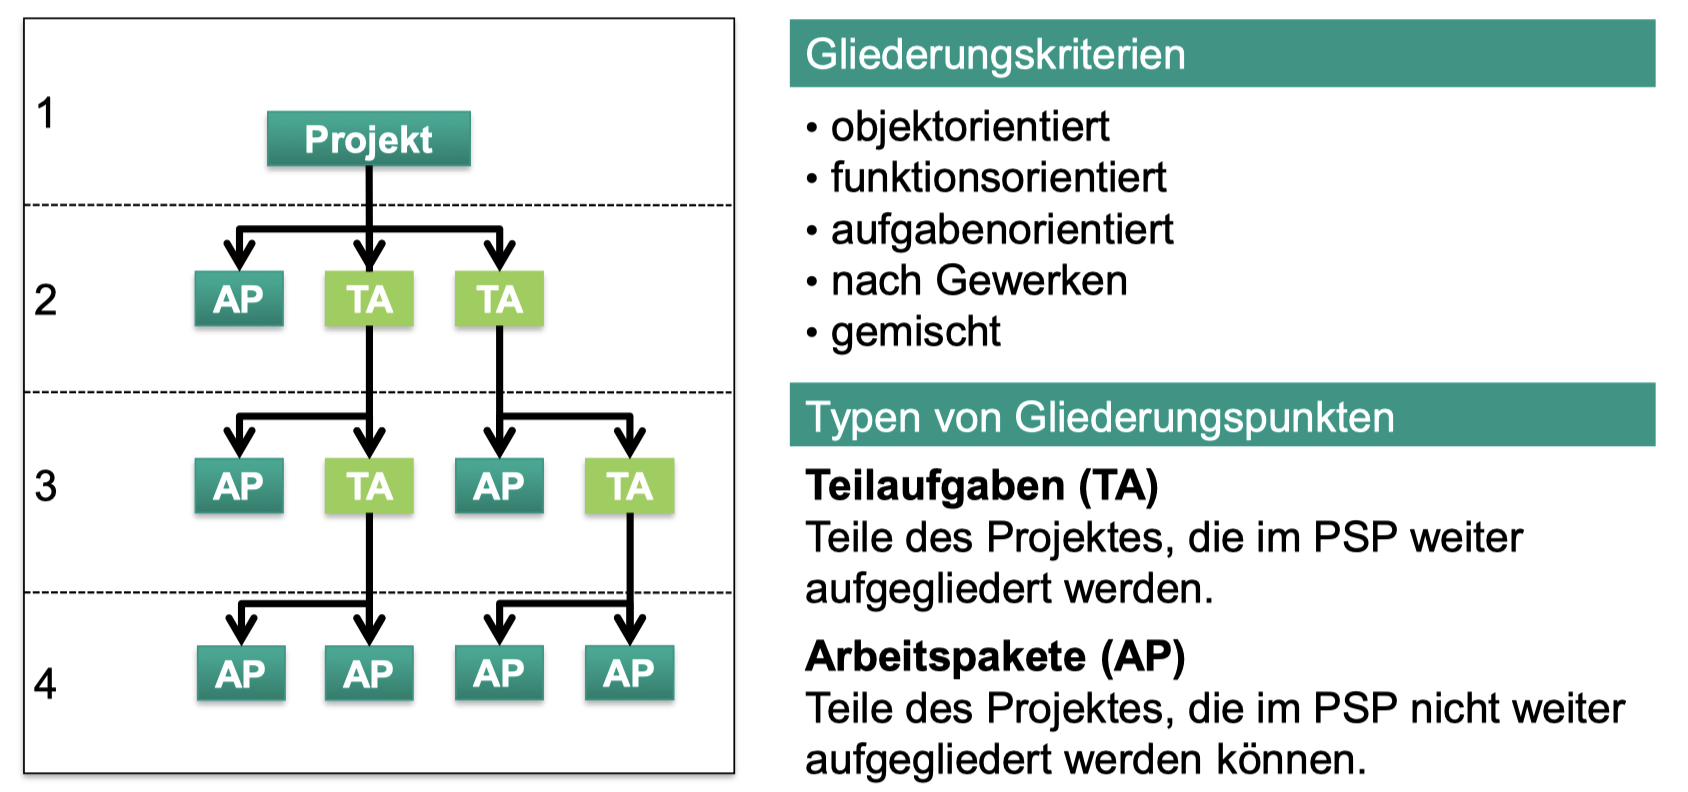 1
Projekt
2
AP TA TA
3
AP TA AP TA
4
AP AP AP AP
Gliederungskriterien
• objektorientiert
• funktionsorientiert
• aufgabenorientiert
• nach Gewerken
• gemischt
Typen von Gliederungspunkten
Teilaufgaben (TA)
Teile des Projektes, die im PSP weiter
aufgegliedert werden.
Arbeitspakete (AP)
Teile des Projektes, die im PSP nicht weiter
aufgegliedert werden können.